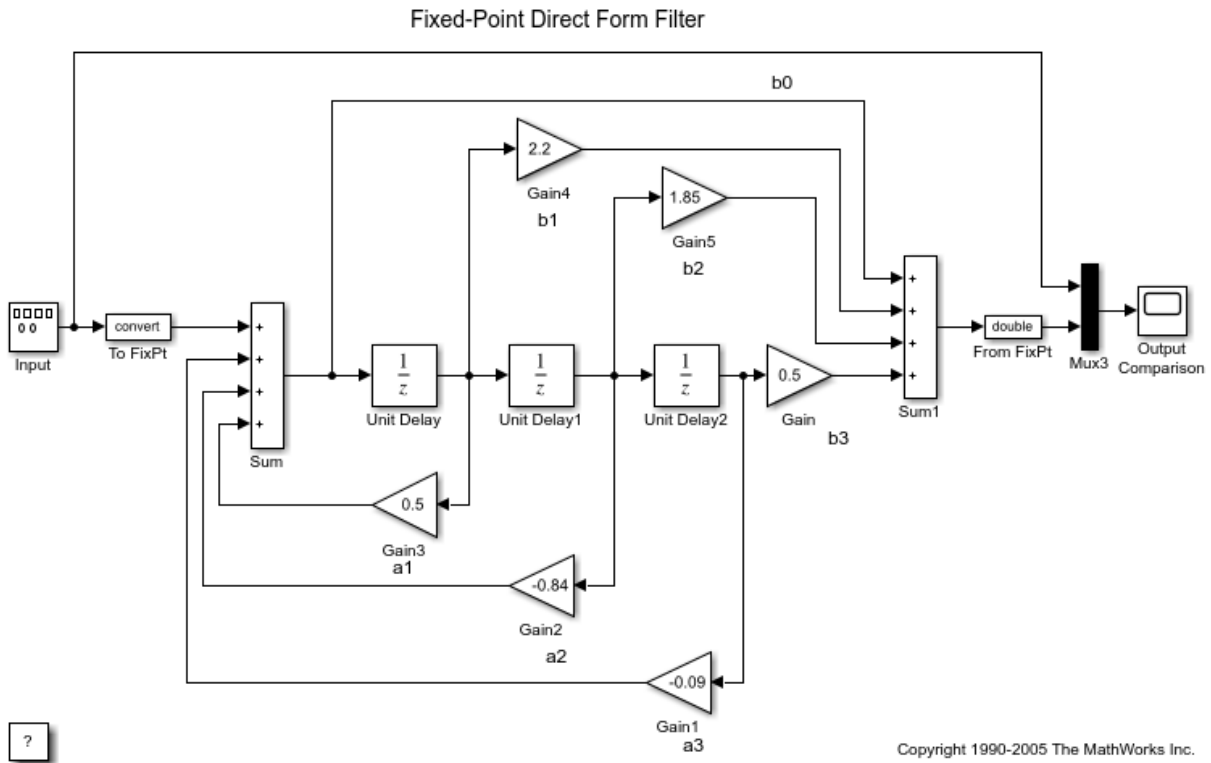 Fixed-Point Direct Form Filter
b0
2.2
Gain4
b1
1.85
Gain5
b2
0 0
Input
convert
To FixPt
+
+
+
+
Sum
1
z
Unit Delay
1
z
Unit Delay1
1
z
Unit Delay2
0.5
Gain
b3
+
+
+
+
Sum1
double
From FixPt
Mux3
Output
Comparison
0.5
Gain3
a1
-0.84
Gain2
a2
-0.09
Gain1
a3
?
Copyright 1990-2005 The MathWorks Inc.